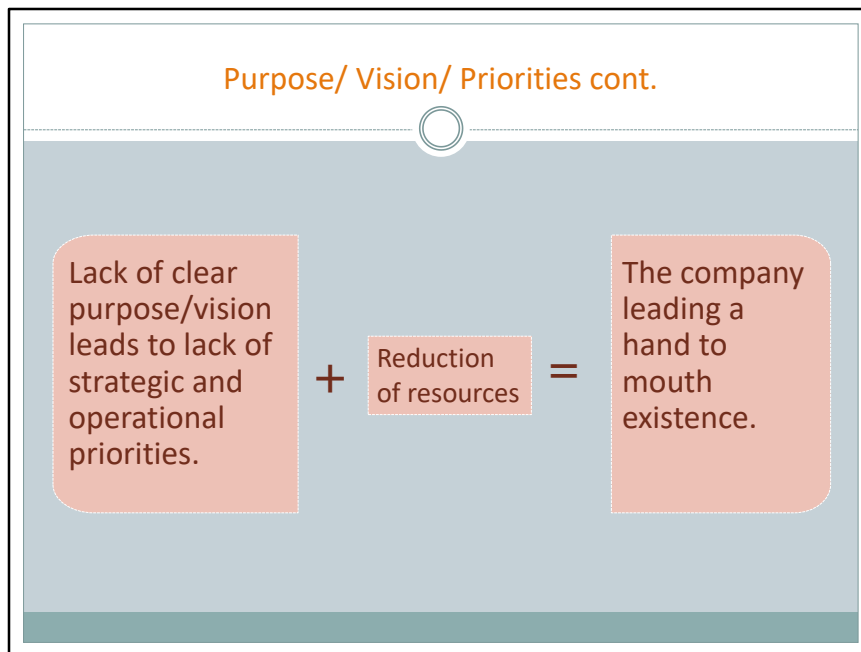 Purpose/ Vision/ Priorities cont.
Lack of clear
purpose/vision
leads to lack of
strategic and
operational
priorities.
+
Reduction
of resources
=
The company
leading a
hand to
mouth
existence.